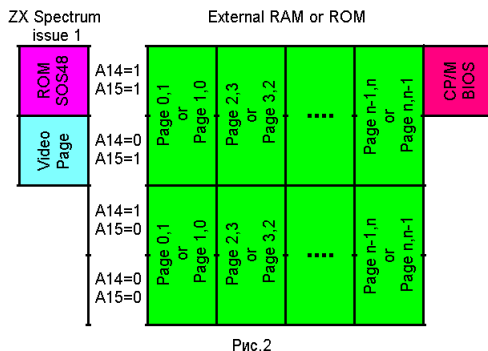 ZX Spectrum
issue 1
External RAM or ROM
ROM
SOS48
A14=1
A15=1
Page 0,1
or
Page 1,0
Page 2,3
or
Page 3,2
....
Page n-1,n
or
Page n,n-1
CP/M
BIOS
Video
Page
A14=0
A15=1
A14=1
A15=0
Page 0,1
or
Page 1,0
Page 2,3
or
Page 3,2
....
Page n-1,n
or
Page n,n-1
A14=0
A15=0
Рис.2